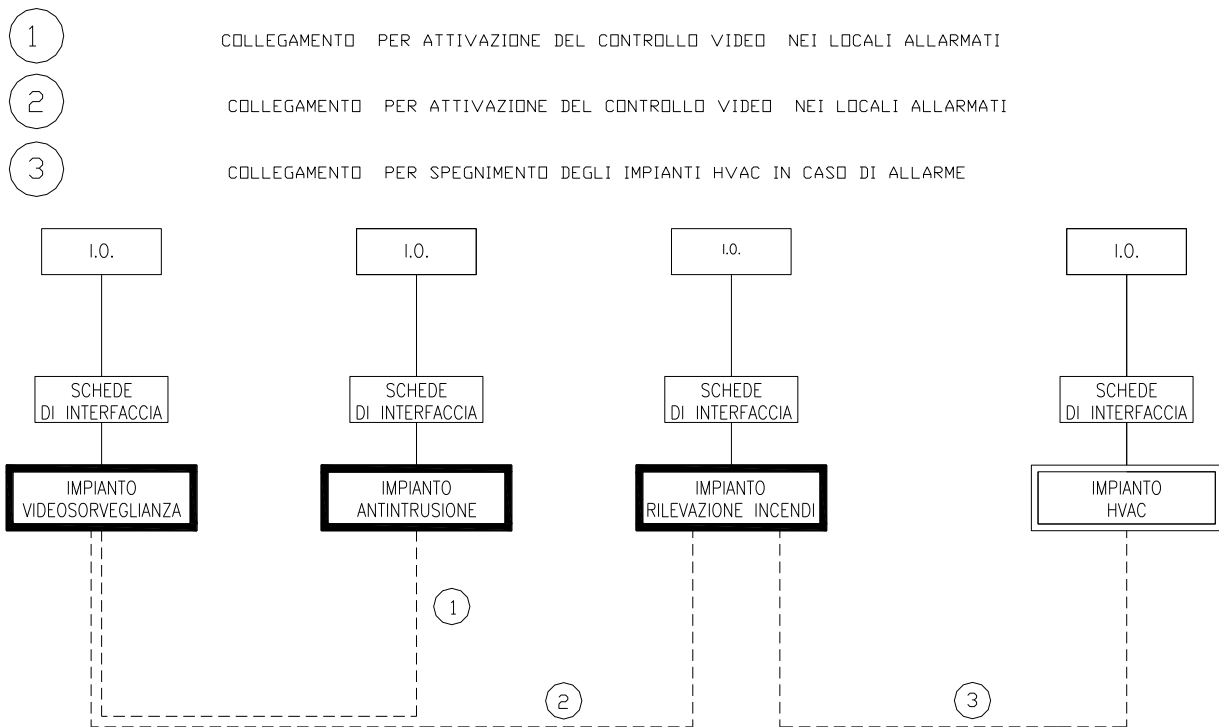 1 COLLEGAMENTO PER ATTIVAZIONE DEL CONTROLLO VIDEO NEI LOCALI ALLARMATI
2 COLLEGAMENTO PER ATTIVAZIONE DEL CONTROLLO VIDEO NEI LOCALI ALLARMATI
3 COLLEGAMENTO PER SPEGNIMENTO DEGLI IMPIANTI HVAC IN CASO DI ALLARME
I.O. I.O. I.O. I.O.
SCHEDE SCHEDE SCHEDE SCHEDE
DI INTERFACCIA DI INTERFACCIA DI INTERFACCIA DI INTERFACCIA
IMPIANTO IMPIANTO IMPIANTO IMPIANTO
VIDEOSORVEGLIANZA ANTINTRUSIONE RILEVAZIONE INCENDI HVAC
1
2 3